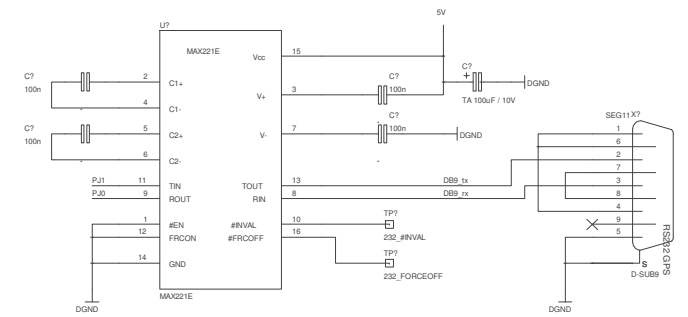 5V
U?
MAX221E
Vcc 15
C?
100n
2 C1+
4 C1-
V+ 3
C?
100n
C?
+
TA 100uF / 10V
DGND
C?
100n
5 C2+
6 C2-
V- 7
C?
100n
DGND
SEG11 X?
1
6
2
7
3
8
4
9
5
PJ1 11 TIN
PJ0 9 ROUT
TOUT 13 DB9_tx
RIN 8 DB9_rx
1 #EN
12 FRCON
14 GND
#INVAL 10
#FRCOFF 16
TP?
232_#INVAL
TP?
232_FORCEOFF
RS232 GPS
S
D-SUB9
MAX221E
DGND
DGND